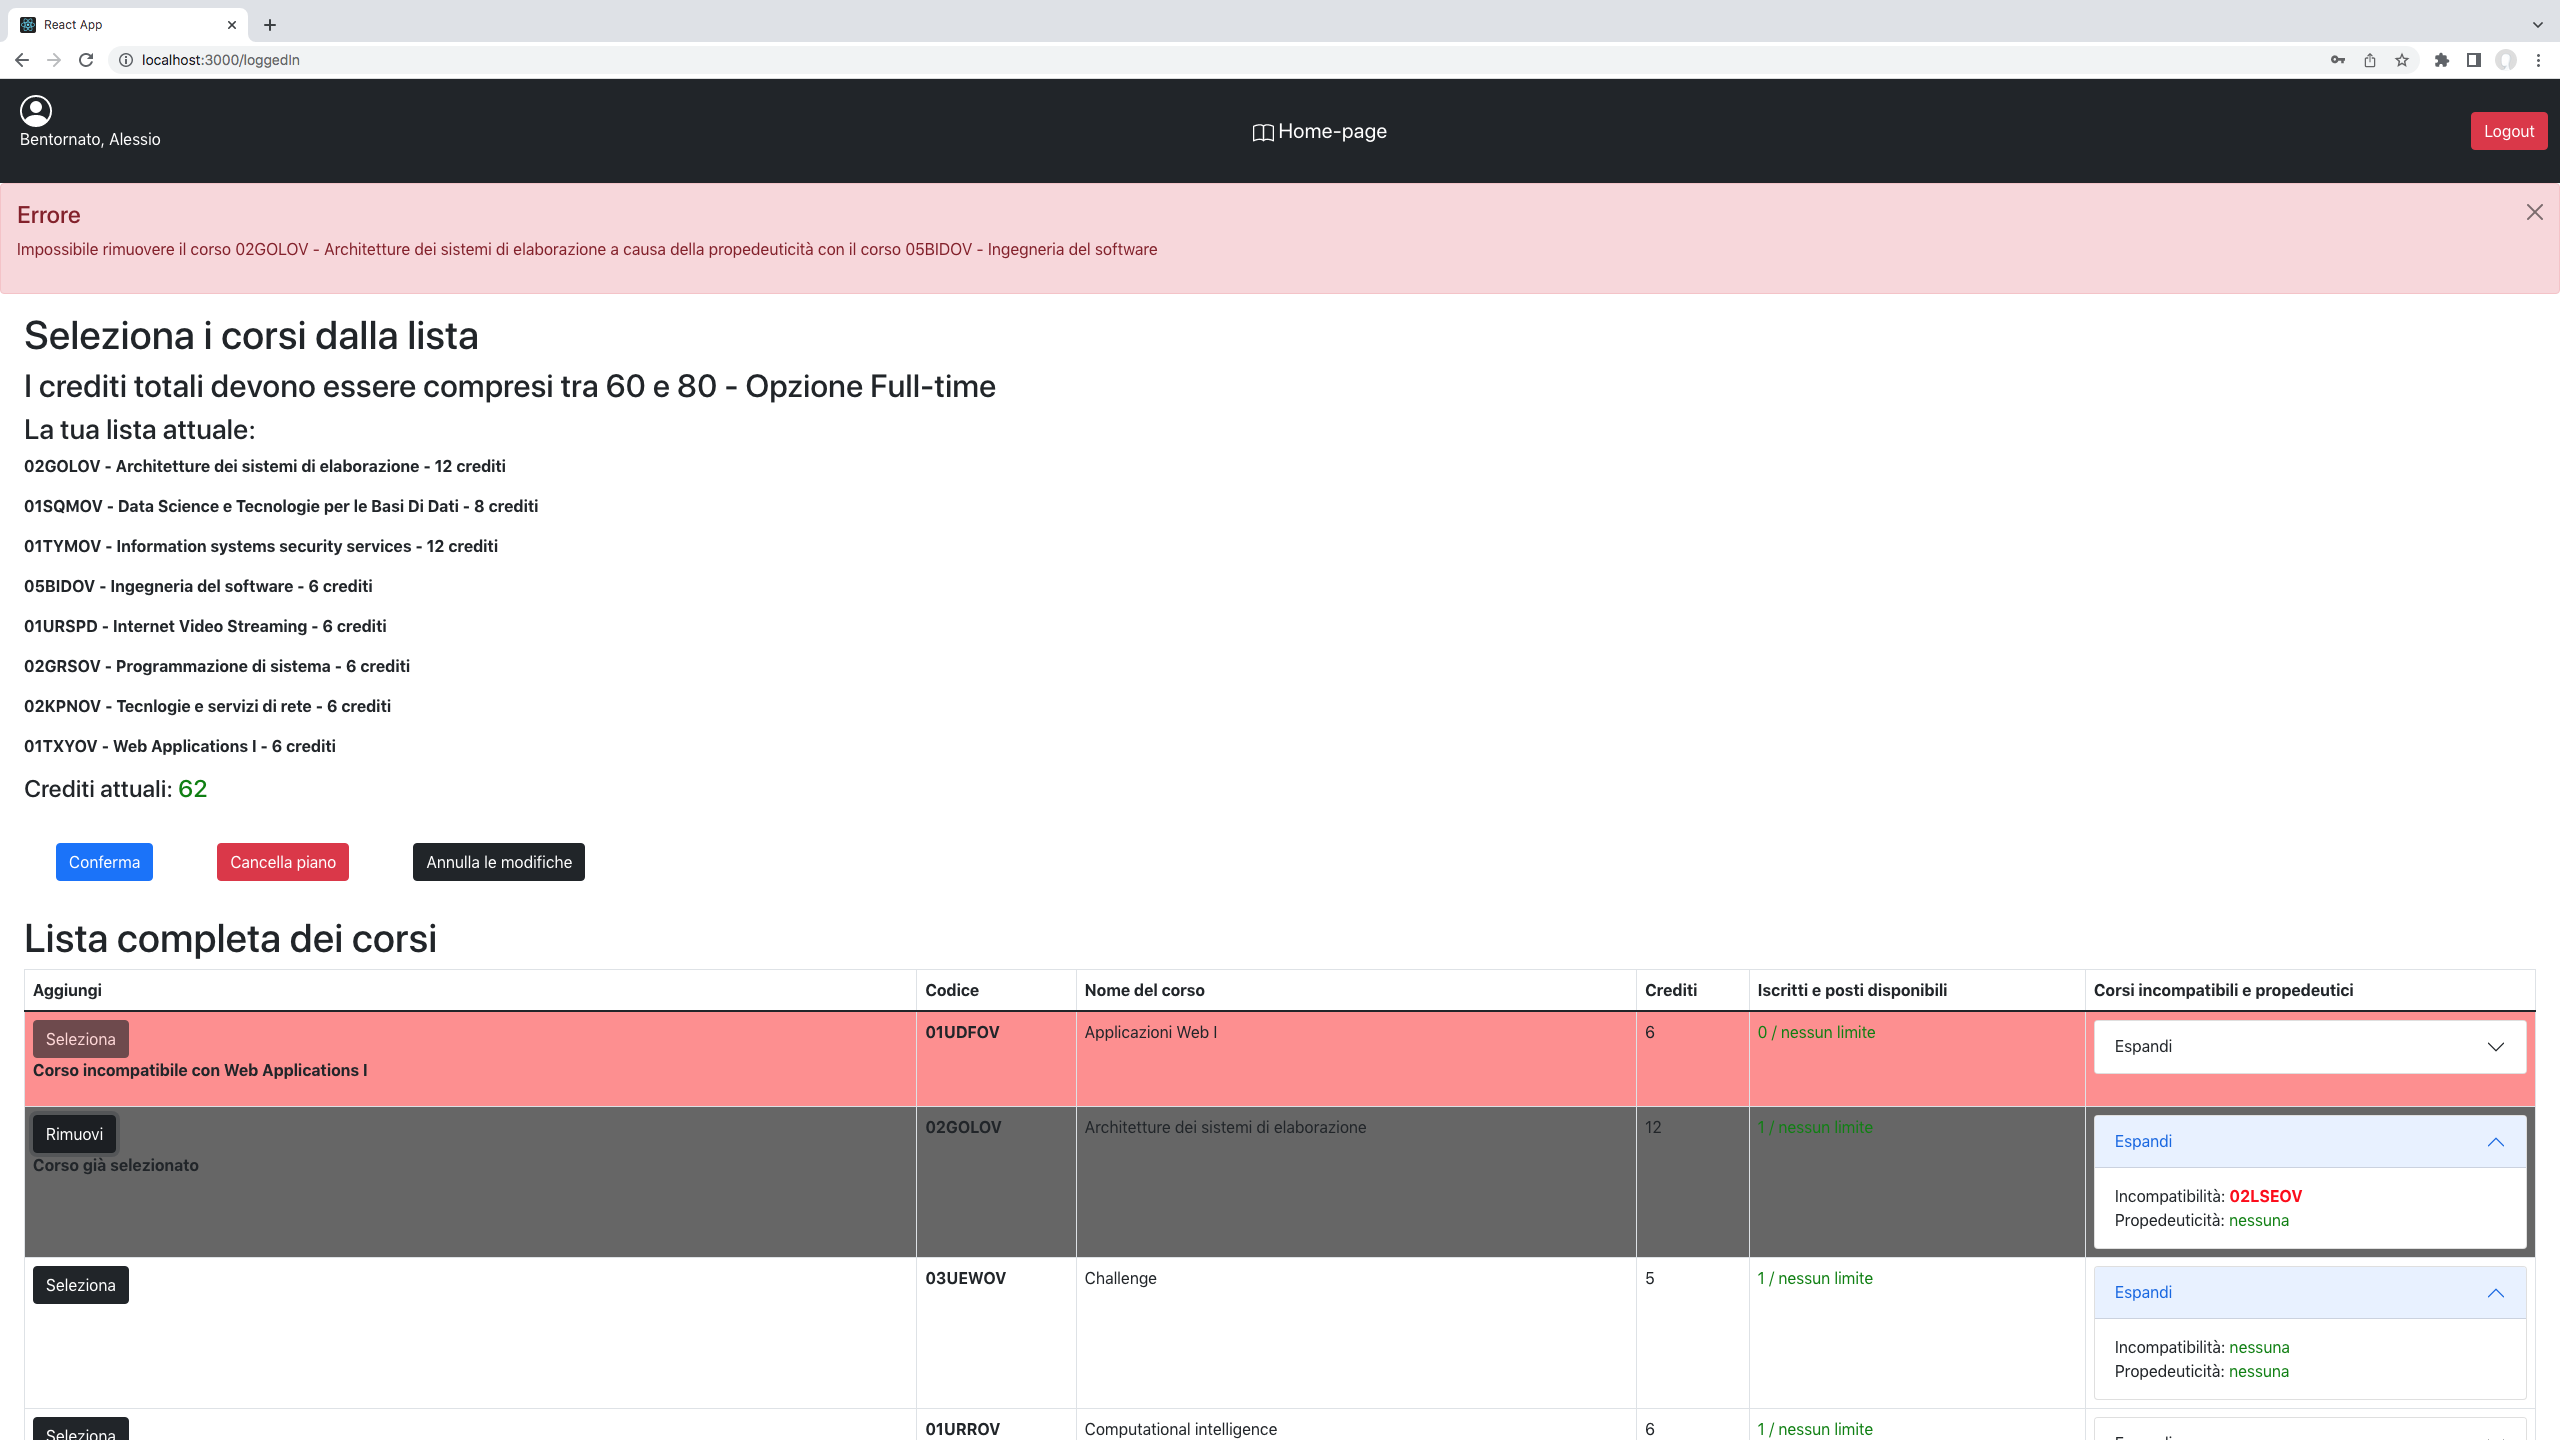 React App
localhost:3000/loggedIn
Bentornato, Alessio
Home-page
Logout
Errore
Impossibile rimuovere il corso 02GOLOV - Architetture dei sistemi di elaborazione a causa della propedeuticità con il corso 05BIDOV - Ingegneria del software
Seleziona i corsi dalla lista
I crediti totali devono essere compresi tra 60 e 80 - Opzione Full-time
La tua lista attuale:
02GOLOV - Architetture dei sistemi di elaborazione - 12 crediti
01SQMOV - Data Science e Tecnologie per le Basi Di Dati - 8 crediti
01TYMOV - Information systems security services - 12 crediti
05BIDOV - Ingegneria del software - 6 crediti
01URSPD - Internet Video Streaming - 6 crediti
02GRSOV - Programmazione di sistema - 6 crediti
02KPNOV - Tecnlogie e servizi di rete - 6 crediti
01TXYOV - Web Applications I - 6 crediti
Crediti attuali: 62
Conferma Cancella piano Annulla le modifiche
Lista completa dei corsi
Aggiungi Codice Nome del corso Crediti Iscritti e posti disponibili Corsi incompatibili e propedeutici
Seleziona 01UDFOV Applicazioni Web I 6 0 / nessun limite Espandi
Corso incompatibile con Web Applications I
Rimuovi 02GOLOV Architetture dei sistemi di elaborazione 12 1 / nessun limite Espandi
Corso già selezionato
Incompatibilità: 02LSEOV
Propedeuticità: nessuna
Seleziona 03UEWOV Challenge 5 1 / nessun limite Espandi
Incompatibilità: nessuna
Propedeuticità: nessuna
Seleziona 01URROV Computational intelligence 6 1 / nessun limite